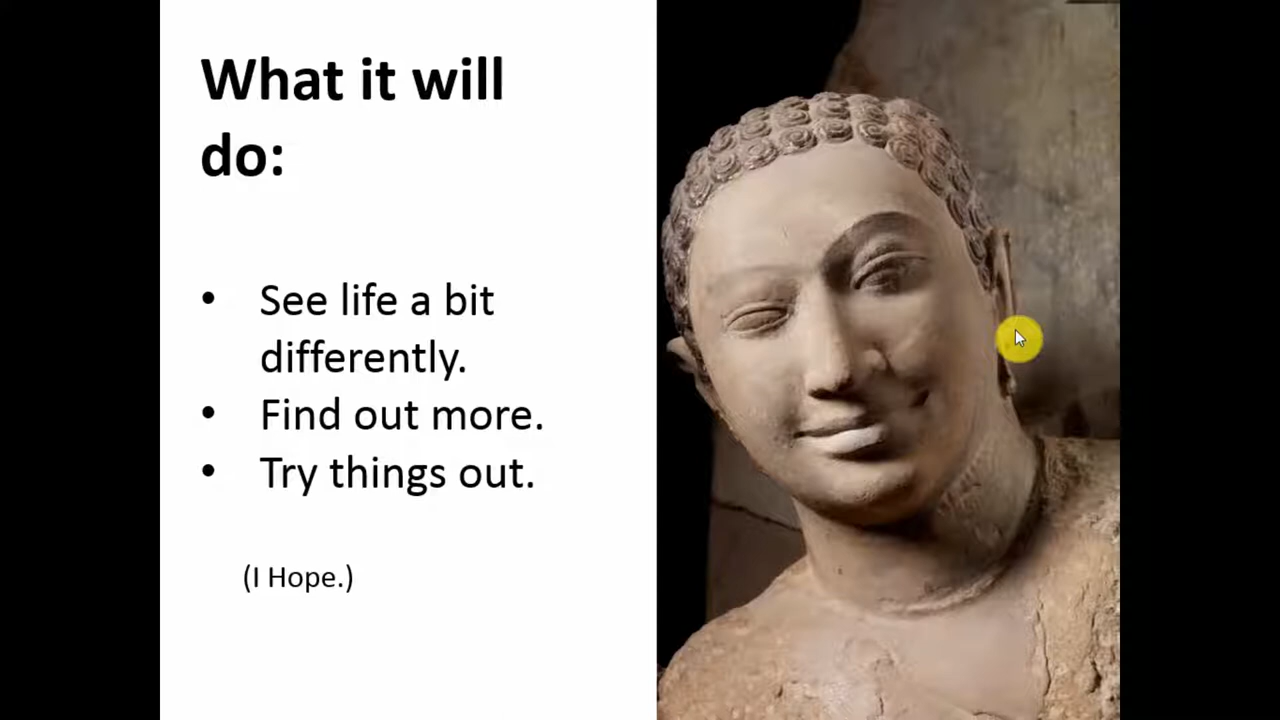 What it will
do:
• See life a bit
differently.
• Find out more.
• Try things out.
(I Hope.)